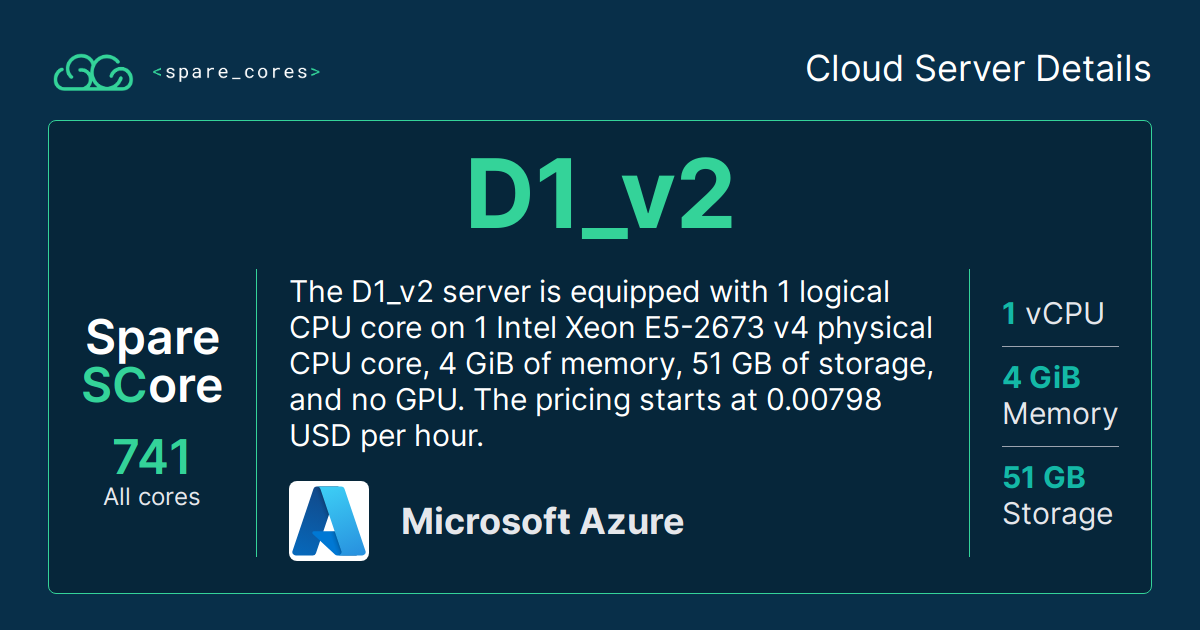 <spare_cores>
Cloud Server Details
D1_v2
Spare
SCore
741
All cores
The D1_v2 server is equipped with 1 logical
CPU core on 1 Intel Xeon E5-2673 v4 physical
CPU core, 4 GiB of memory, 51 GB of storage,
and no GPU. The pricing starts at 0.00798
USD per hour.
Microsoft Azure
1 vCPU
4 GiB
Memory
51 GB
Storage